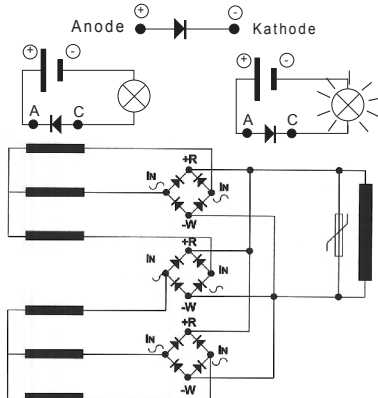 Anode + - Kathode
+ - + -
A C A C
+R
IN IN
-W
+R
IN IN
-W
+R
IN IN
-W